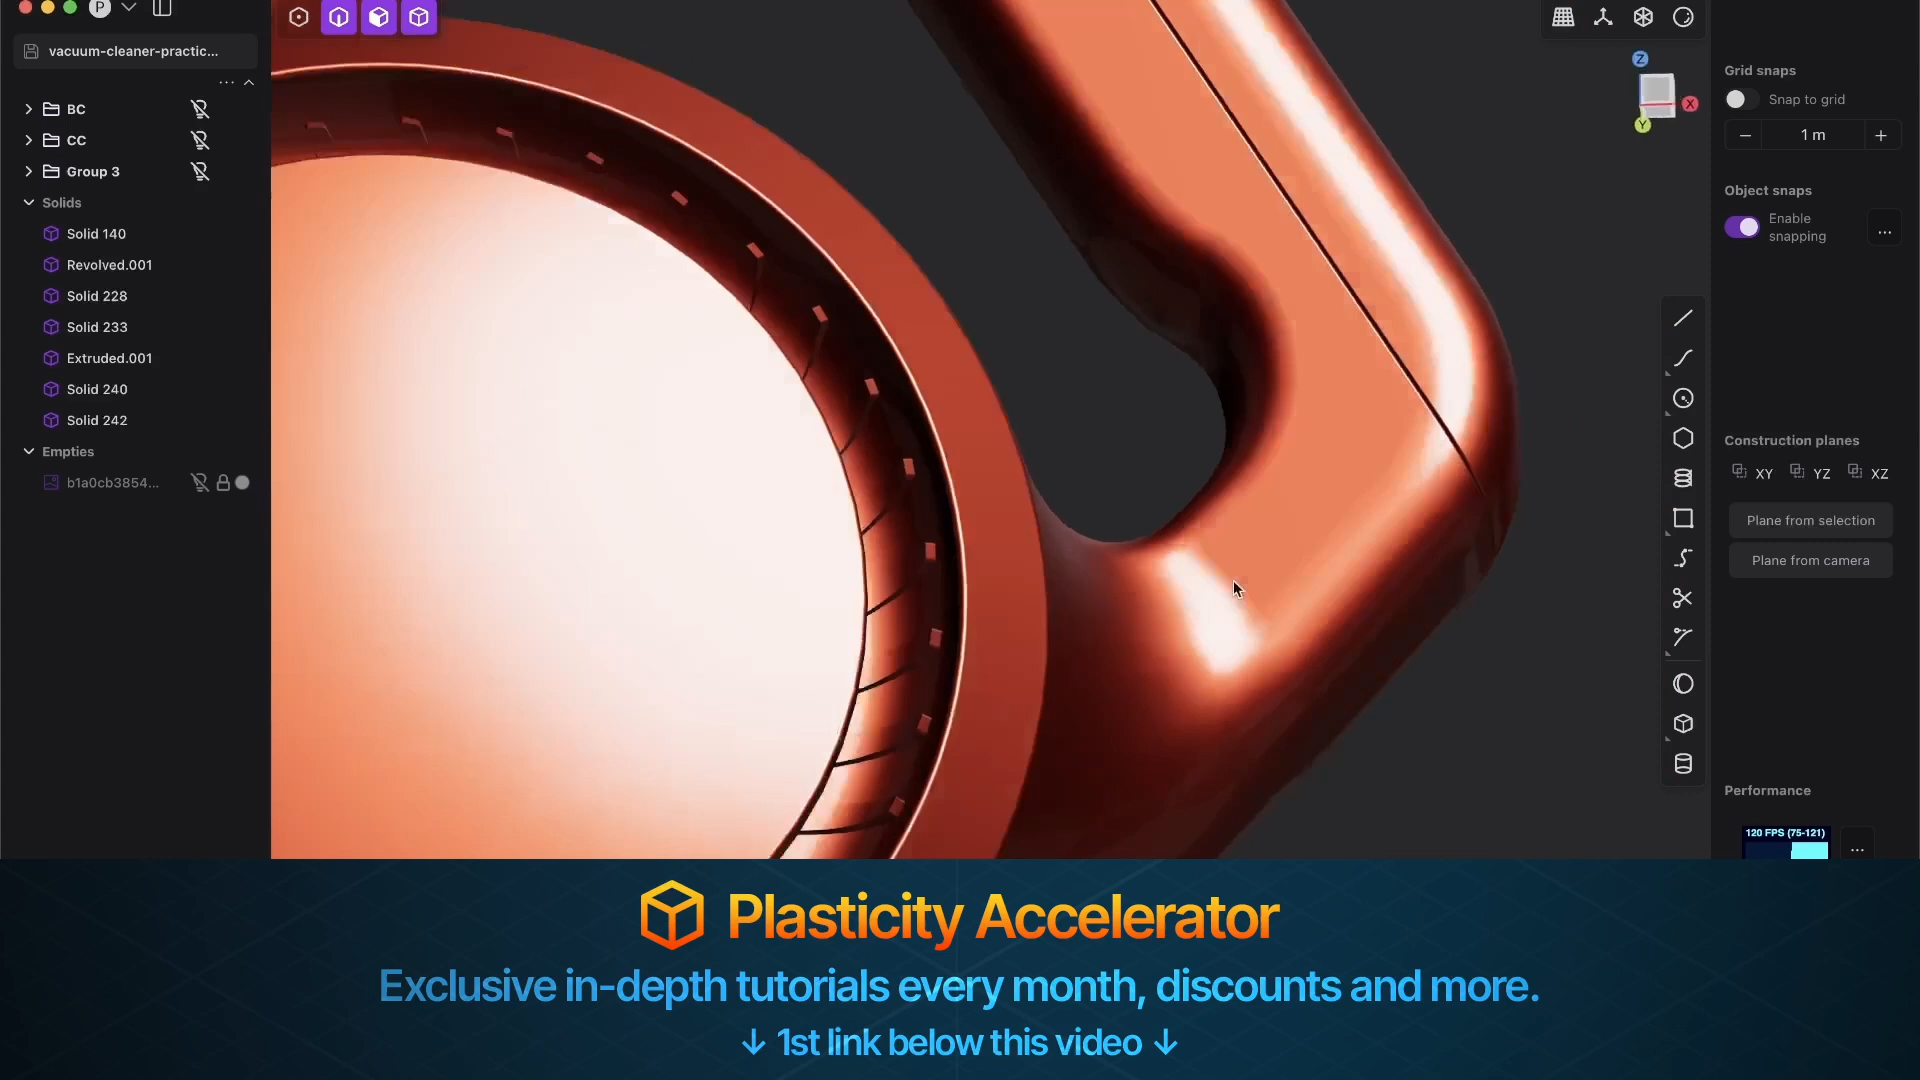 P
vacuum-cleaner-practic...
BC
CC
Group 3
Solids
Solid 140
Revolved.001
Solid 228
Solid 233
Extruded.001
Solid 240
Solid 242
Empties
b1a0cb3854...
Z
X
Y
Grid snaps
Snap to grid
1 m
Object snaps
Enable
snapping
Construction planes
XY YZ XZ
Plane from selection
Plane from camera
Performance
120 FPS (75-121)
Plasticity Accelerator
Exclusive in-depth tutorials every month, discounts and more.
↓ 1st link below this video ↓